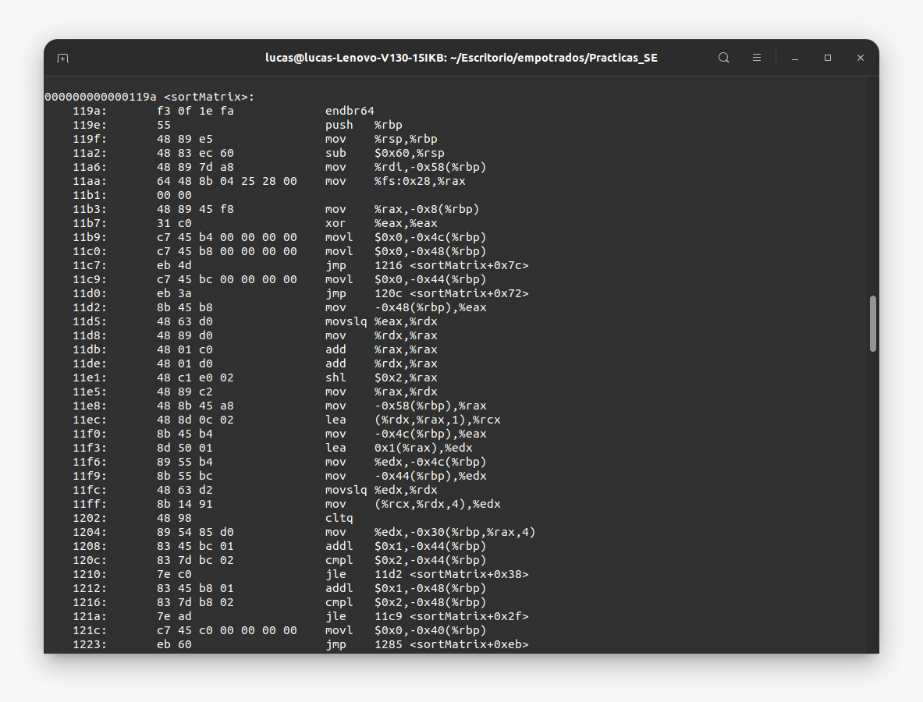 lucas@lucas-Lenovo-V130-15IKB: ~/Escritorio/empotrados/Practicas_SE
000000000000119a <sortMatrix>:
119a: f3 0f 1e fa endbr64
119e: 55 push %rbp
119f: 48 89 e5 mov %rsp,%rbp
11a2: 48 83 ec 60 sub $0x60,%rsp
11a6: 48 89 7d a8 mov %rdi,-0x58(%rbp)
11aa: 64 48 8b 04 25 28 00 mov %fs:0x28,%rax
11b1: 00 00
11b3: 48 89 45 f8 mov %rax,-0x8(%rbp)
11b7: 31 c0 xor %eax,%eax
11b9: c7 45 b4 00 00 00 00 movl $0x0,-0x4c(%rbp)
11c0: c7 45 b8 00 00 00 00 movl $0x0,-0x48(%rbp)
11c7: eb 4d jmp 1216 <sortMatrix+0x7c>
11c9: c7 45 bc 00 00 00 00 movl $0x0,-0x44(%rbp)
11d0: eb 3a jmp 120c <sortMatrix+0x72>
11d2: 8b 45 b8 mov -0x48(%rbp),%eax
11d5: 48 63 d0 movslq %eax,%rdx
11d8: 48 89 d0 mov %rdx,%rax
11db: 48 01 c0 add %rax,%rax
11de: 48 01 d0 add %rdx,%rax
11e1: 48 c1 e0 02 shl $0x2,%rax
11e5: 48 89 c2 mov %rax,%rdx
11e8: 48 8b 45 a8 mov -0x58(%rbp),%rax
11ec: 48 8d 0c 02 lea (%rdx,%rax,1),%rcx
11f0: 8b 45 b4 mov -0x4c(%rbp),%eax
11f3: 8d 50 01 lea 0x1(%rax),%edx
11f6: 89 55 b4 mov %edx,-0x4c(%rbp)
11f9: 8b 55 bc mov -0x44(%rbp),%edx
11fc: 48 63 d2 movslq %edx,%rdx
11ff: 8b 14 91 mov (%rcx,%rdx,4),%edx
1202: 48 98 cltq
1204: 89 54 85 d0 mov %edx,-0x30(%rbp,%rax,4)
1208: 83 45 bc 01 addl $0x1,-0x44(%rbp)
120c: 83 7d bc 02 cmpl $0x2,-0x44(%rbp)
1210: 7e c0 jle 11d2 <sortMatrix+0x38>
1212: 83 45 b8 01 addl $0x1,-0x48(%rbp)
1216: 83 7d b8 02 cmpl $0x2,-0x48(%rbp)
121a: 7e ad jle 11c9 <sortMatrix+0x2f>
121c: c7 45 c0 00 00 00 00 movl $0x0,-0x40(%rbp)
1223: eb 60 jmp 1285 <sortMatrix+0xeb>